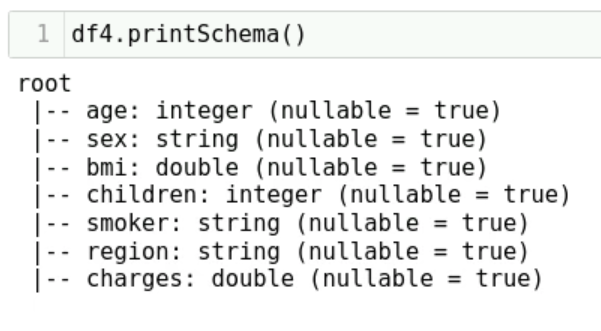 1 df4.printSchema()
root
|-- age: integer (nullable = true)
|-- sex: string (nullable = true)
|-- bmi: double (nullable = true)
|-- children: integer (nullable = true)
|-- smoker: string (nullable = true)
|-- region: string (nullable = true)
|-- charges: double (nullable = true)